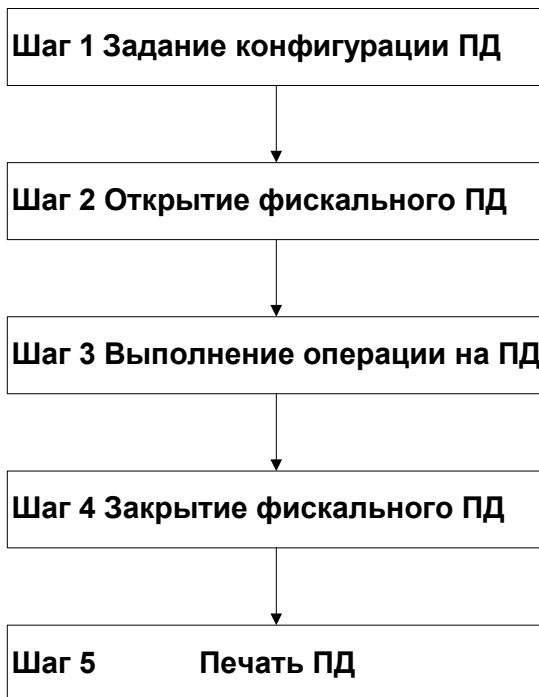 Шаг 1 Задание конфигурации ПД
Шаг 2 Открытие фискального ПД
Шаг 3 Выполнение операции на ПД
Шаг 4 Закрытие фискального ПД
Шаг 5 Печать ПД